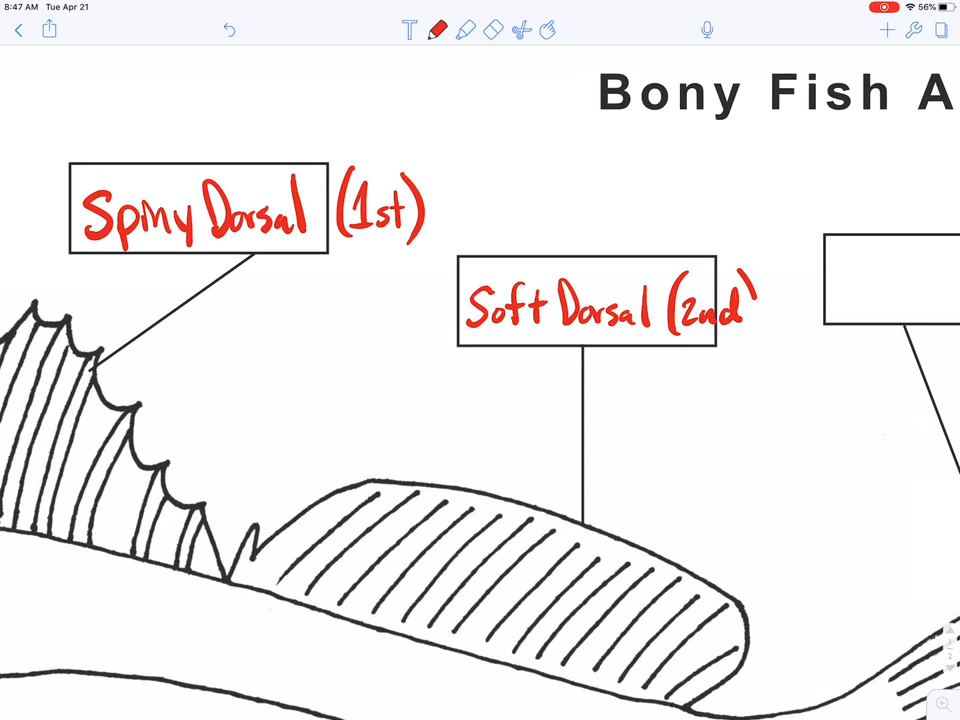 8:47 AM Tue Apr 21
56%
T
Bony Fish A
Spiny Dorsal (1st)
Soft Dorsal (2nd)